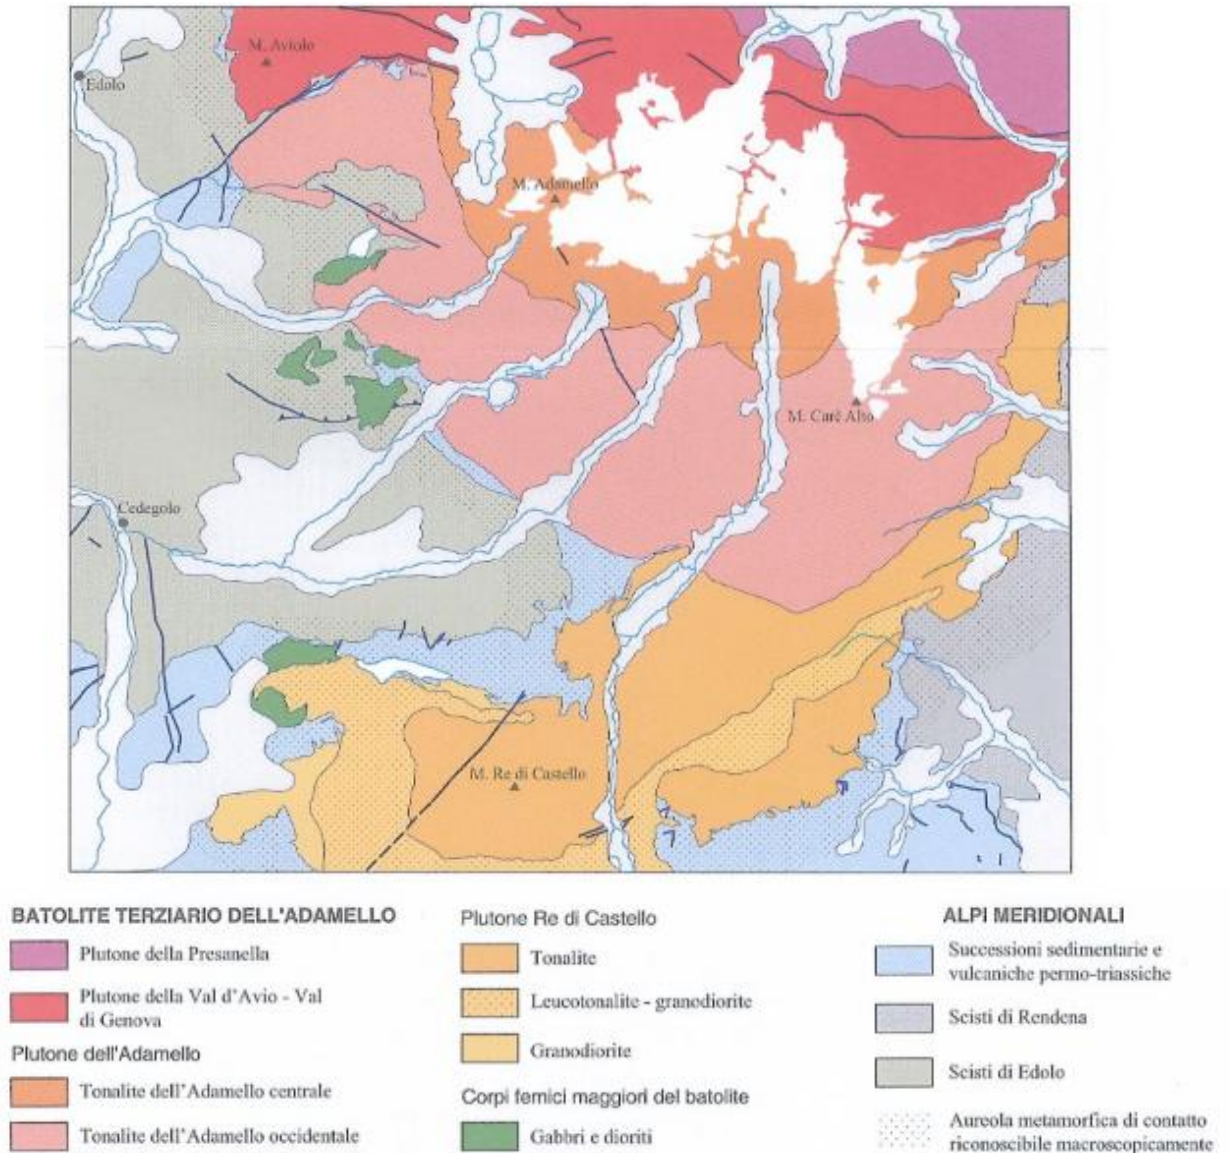 M. Aviolo
Edolo
M. Adamello
M. Carè Alto
Cedegolo
M. Re di Castello
BATOLITE TERZIARIO DELL'ADAMELLO
Plutone della Presanella
Plutone della Val d'Avio - Val
di Genova
Plutone dell'Adamello
Tonalite dell'Adamello centrale
Tonalite dell'Adamello occidentale
Plutone Re di Castello
Tonalite
Leucotonalite - granodiorite
Granodiorite
Corpi femici maggiori del batolite
Gabbri e dioriti
ALPI MERIDIONALI
Successioni sedimentarie e
vulcaniche permo-triassiche
Scisti di Rendena
Scisti di Edolo
Aureola metamorfica di contatto
riconoscibile macroscopicamente